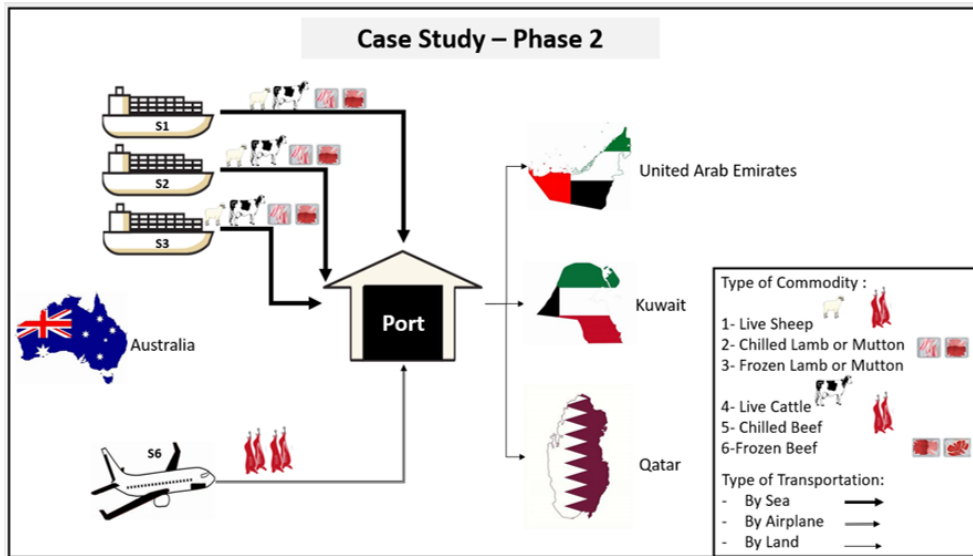 Case Study – Phase 2
S1
S2
S3
Port
Australia
S6
United Arab Emirates
Kuwait
Qatar
Type of Commodity :
1- Live Sheep
2- Chilled Lamb or Mutton
3- Frozen Lamb or Mutton
4- Live Cattle
5- Chilled Beef
6-Frozen Beef
Type of Transportation:
- By Sea
- By Airplane
- By Land